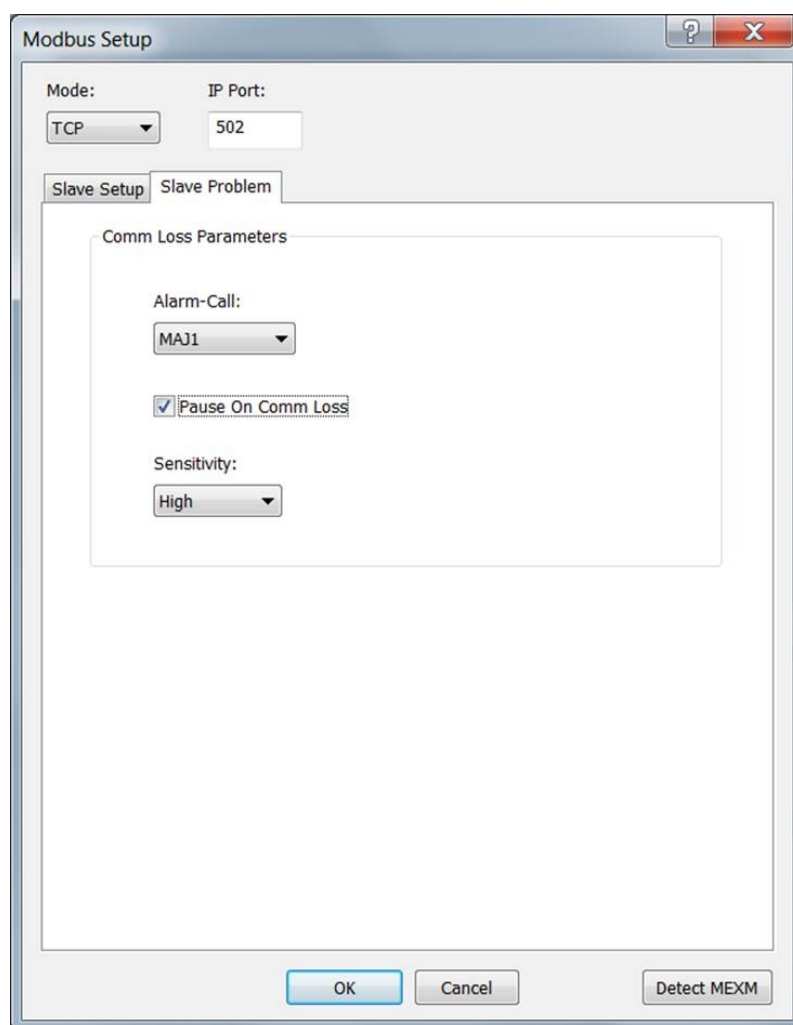 Modbus Setup
Mode: IP Port:
TCP 502
Slave Setup Slave Problem
Comm Loss Parameters
Alarm-Call:
MAJ1
Pause On Comm Loss
Sensitivity:
High
OK Cancel Detect MEXM